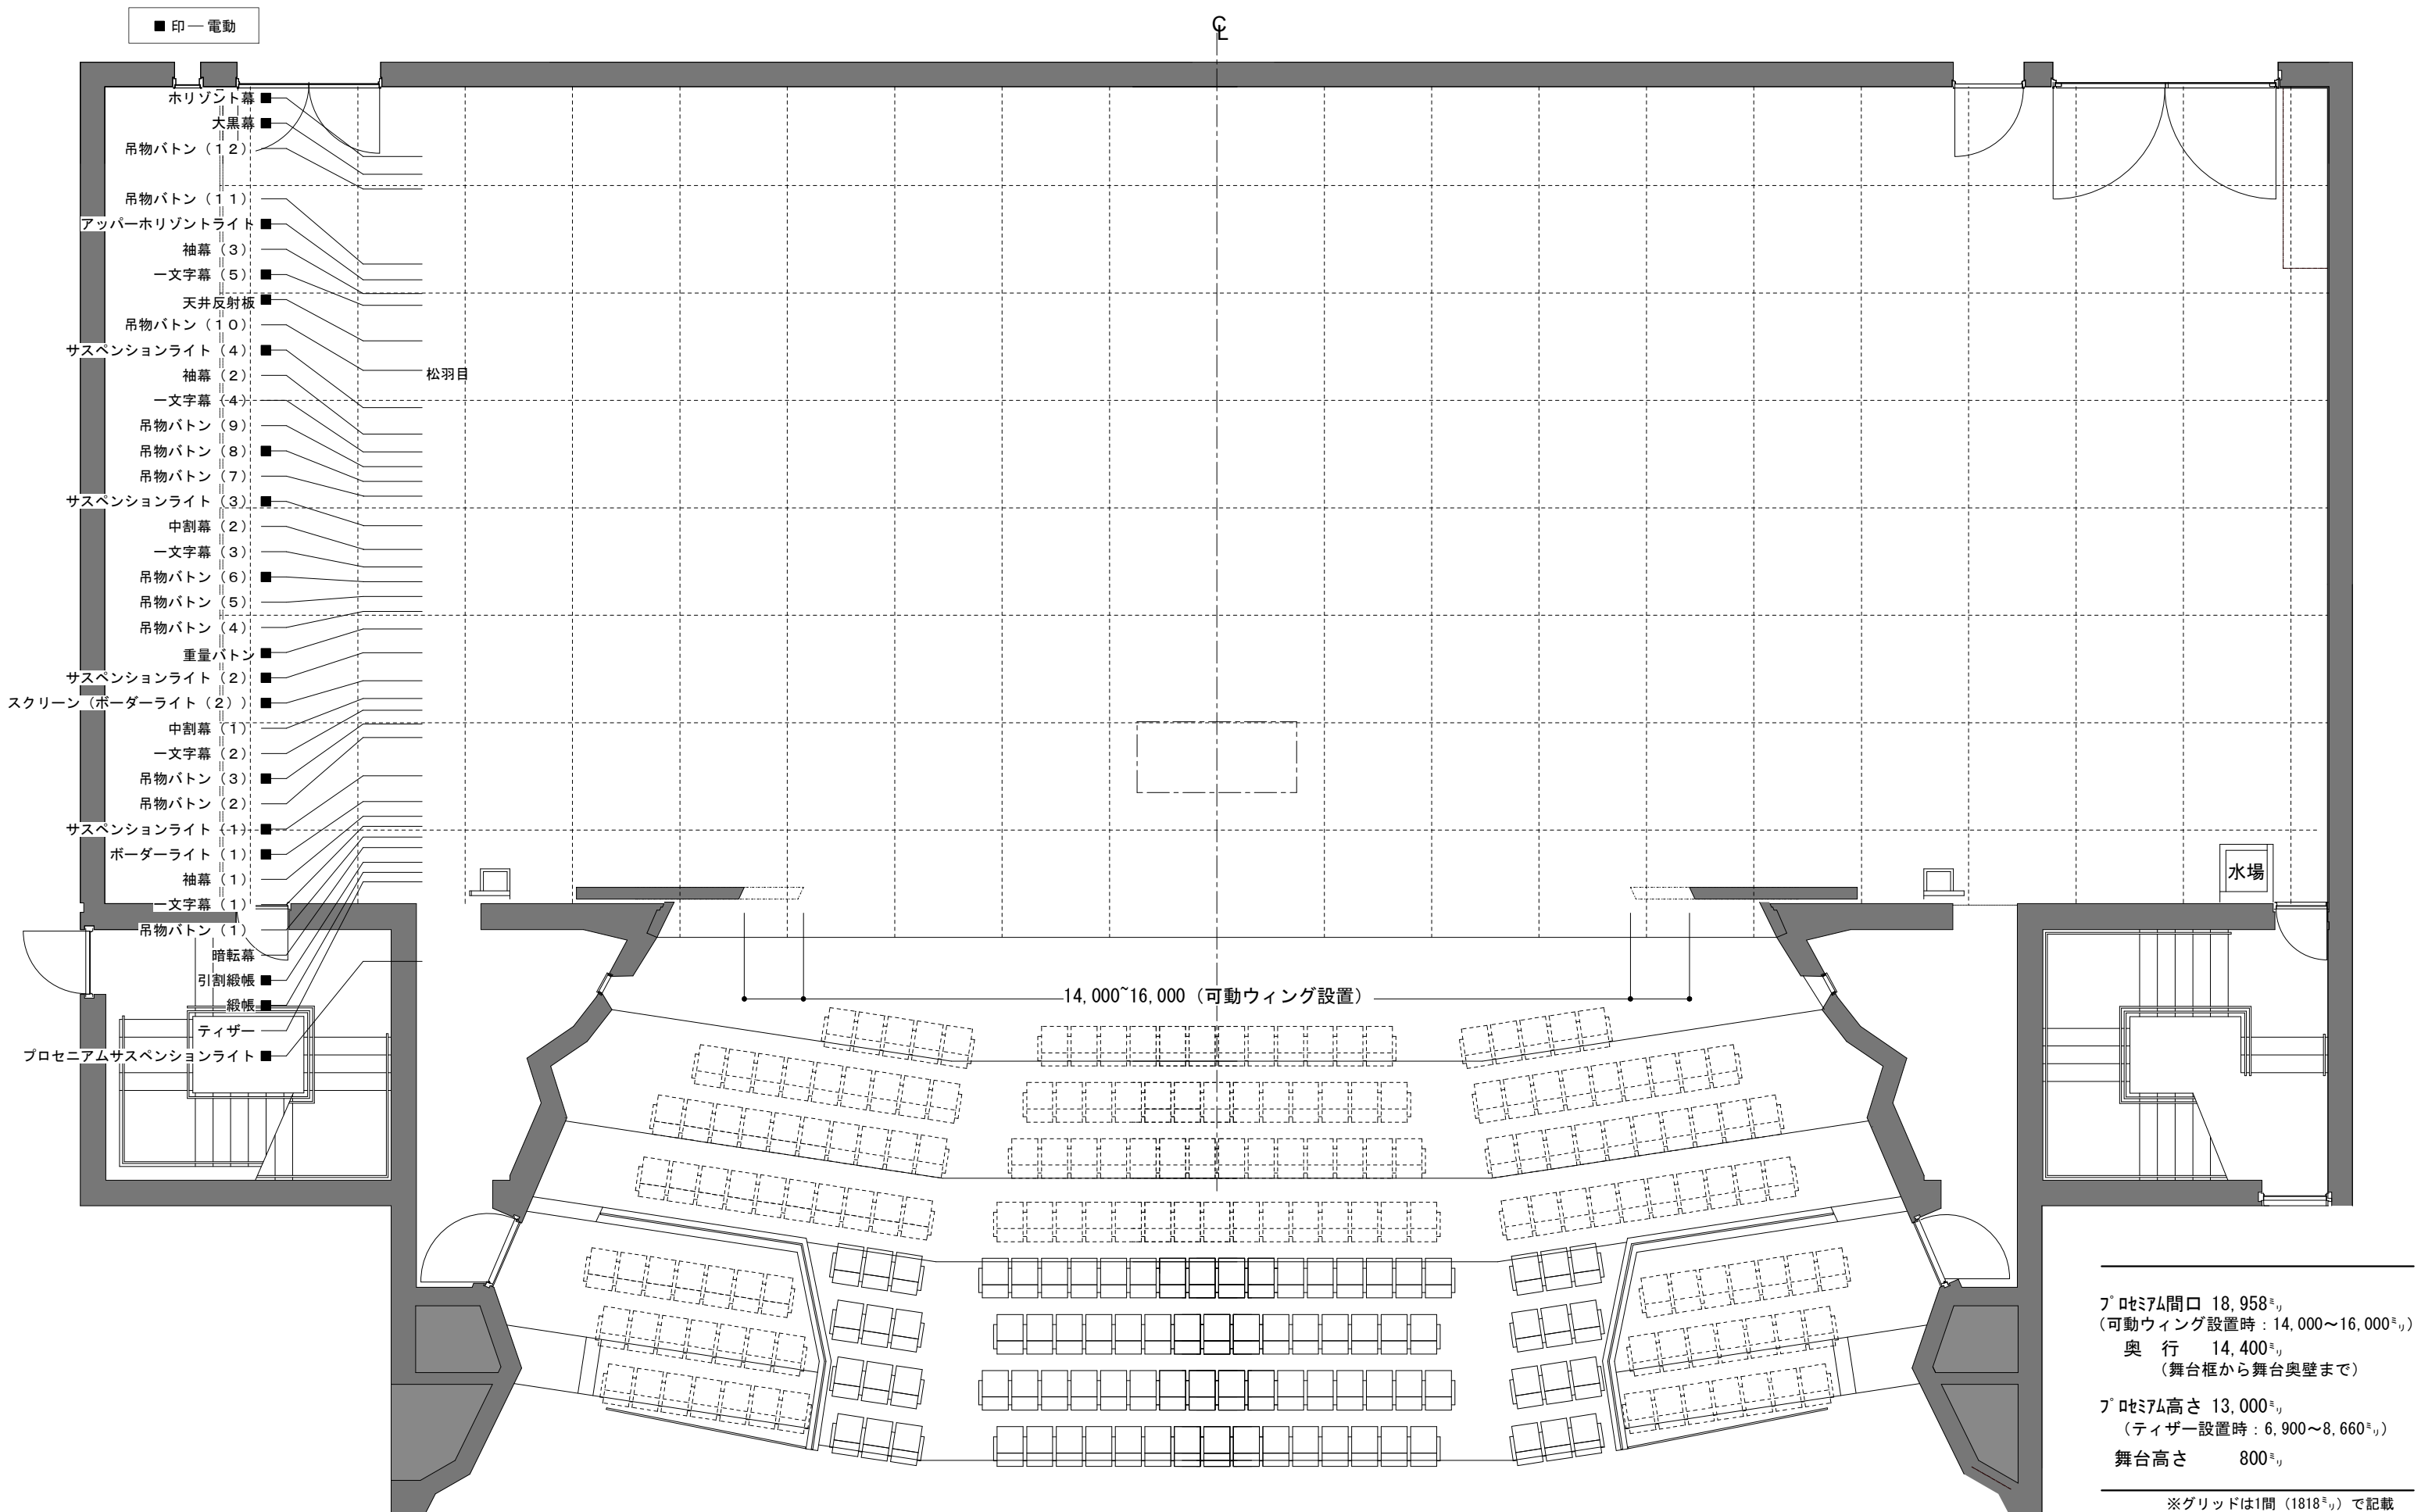 ■ 印 ― 電動
℄
ホリゾント幕 ■
大黒幕 ■
吊物バトン（１２）
吊物バトン（１１）
アッパーホリゾントライト ■
袖幕（３）
一文字幕（５） ■
天井反射板 ■
吊物バトン（１０）
サスペンションライト（４） ■
松羽目
袖幕（２）
一文字幕（４）
吊物バトン（９）
吊物バトン（８） ■
吊物バトン（７）
サスペンションライト（３） ■
中割幕（２）
一文字幕（３）
吊物バトン（６） ■
吊物バトン（５）
吊物バトン（４）
重量バトン ■
サスペンションライト（２） ■
スクリーン（ボーダーライト（２）） ■
中割幕（１）
一文字幕（２）
吊物バトン（３） ■
吊物バトン（２）
サスペンションライト（１） ■
ボーダーライト（１） ■
袖幕（１）
一文字幕（１）
吊物バトン（１）
暗転幕
引割緞帳 ■
緞帳 ■
ティザー
プロセニアムサスペンションライト ■
水場
14,000~16,000（可動ウィング設置）
プロセミアム間口 18,958ミリ
（可動ウィング設置時：14,000～16,000ミリ）
奥 行 14,400ミリ
（舞台框から舞台奥壁まで）
プロセミアム高さ 13,000ミリ
（ティザー設置時：6,900～8,660ミリ）
舞台高さ 800ミリ
※グリッドは1間（1818ミリ）で記載